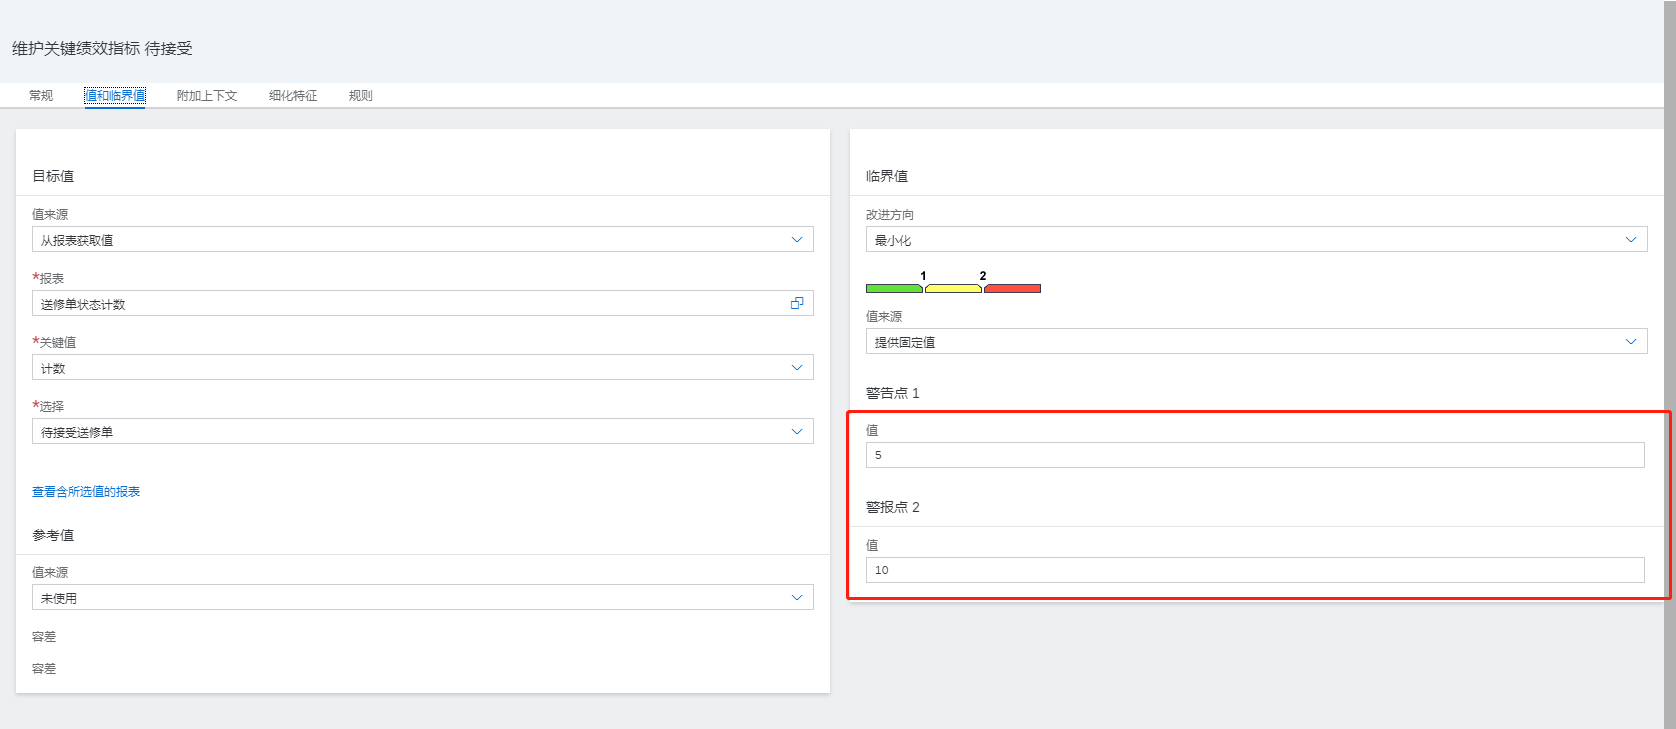 维护关键绩效指标 待接受
常规
值和临界值
附加上下文
细化特征
规则
目标值
值来源
从报表获取值
*报表
送修单状态计数
*关键值
计数
*选择
待接受送修单
查看含所选值的报表
参考值
值来源
未使用
容差
容差
临界值
改进方向
最小化
1 2
值来源
提供固定值
警告点 1
值
5
警报点 2
值
10